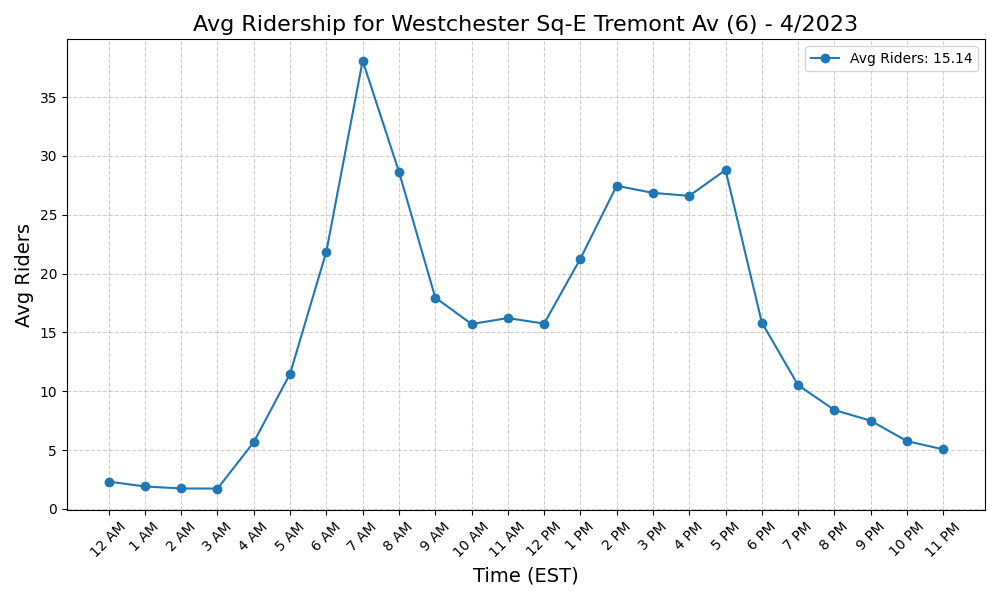 Avg Ridership for Westchester Sq-E Tremont Av (6) - 4/2023
Avg Riders: 15.14
Avg Riders
35
30
25
20
15
10
5
0
12 AM
1 AM
2 AM
3 AM
4 AM
5 AM
6 AM
7 AM
8 AM
9 AM
10 AM
11 AM
12 PM
1 PM
2 PM
3 PM
4 PM
5 PM
6 PM
7 PM
8 PM
9 PM
10 PM
11 PM
Time (EST)